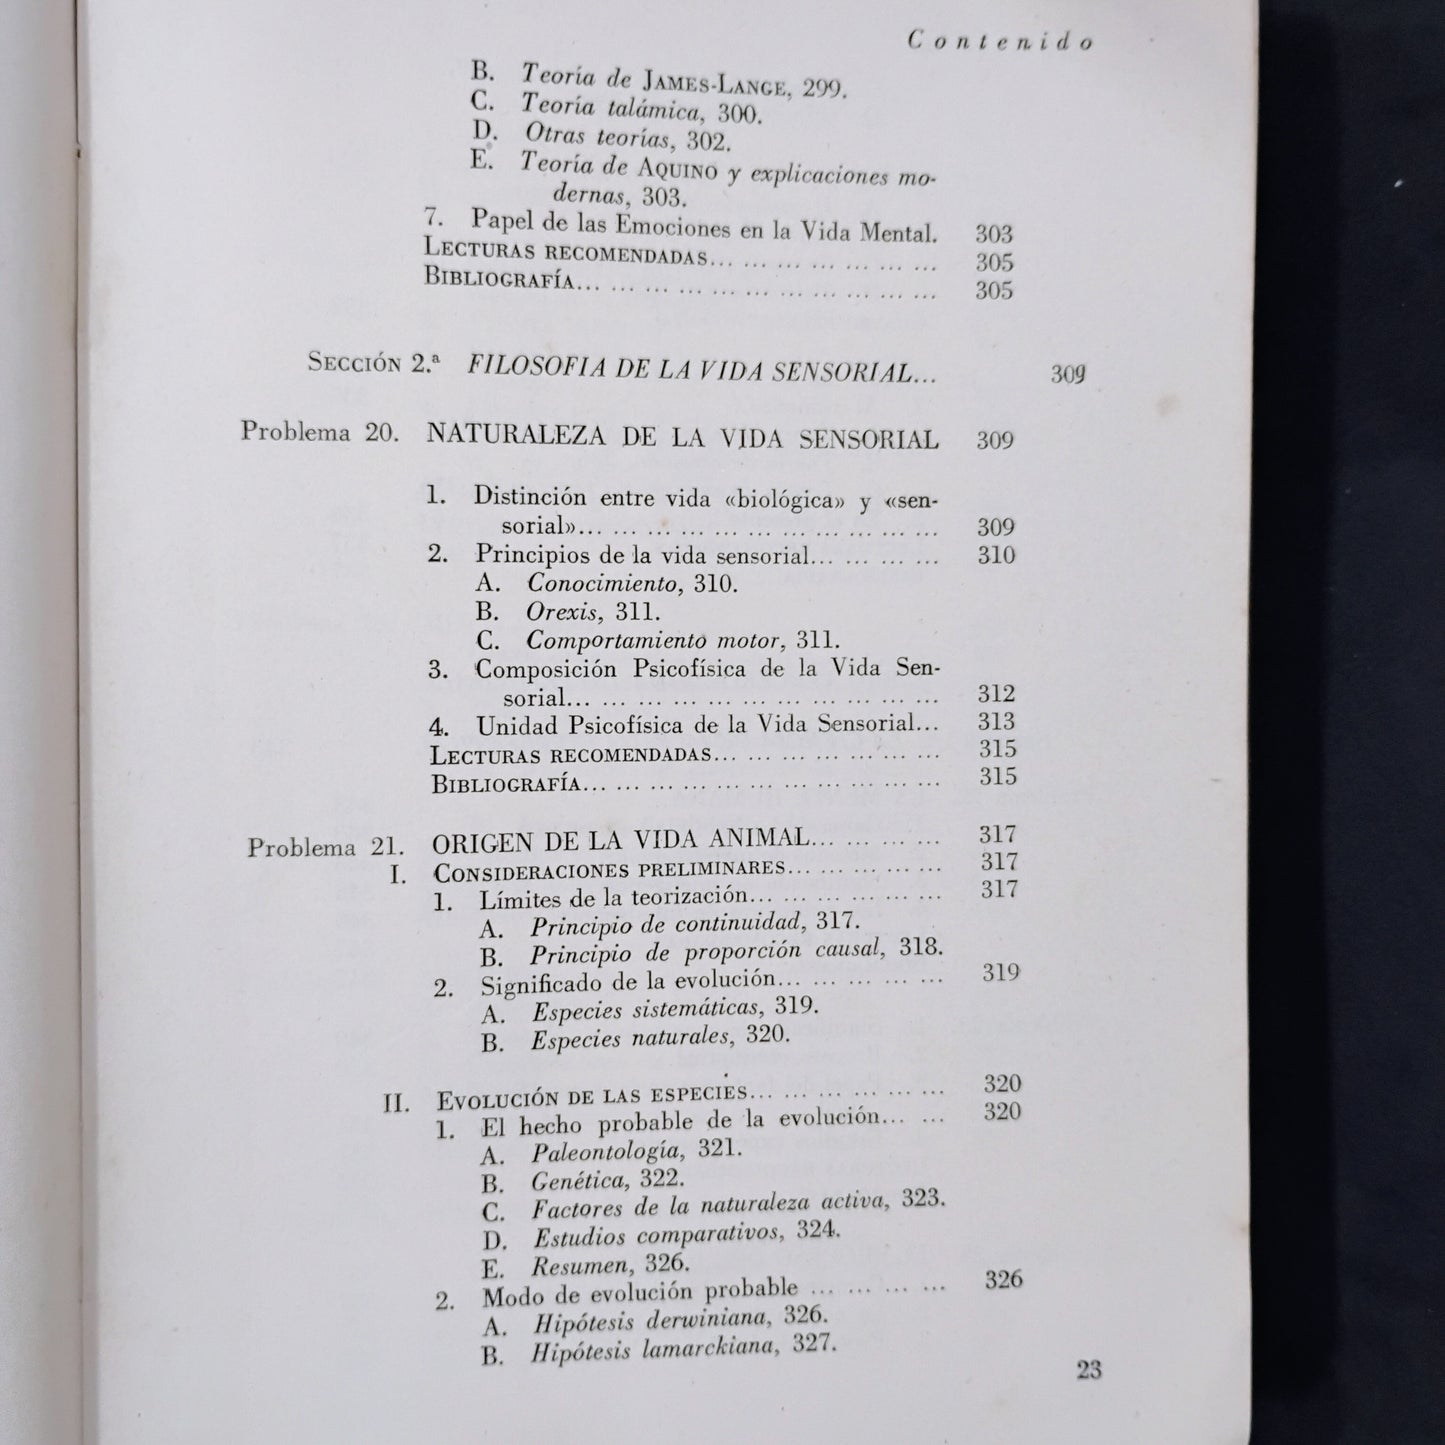 Contenido
B. Teoría de JAMES-LANGE, 299.
C. Teoría talámica, 300.
D. Otras teorías, 302.
E. Teoría de AQUINO y explicaciones mo-
dernas, 303.
7. Papel de las Emociones en la Vida Mental. 303
LECTURAS RECOMENDADAS... ... ... ... ... ... ... 305
BIBLIOGRAFÍA... ... ... ... ... ... ... ... ... ... ... 305
SECCIÓN 2.ª FILOSOFIA DE LA VIDA SENSORIAL... 309
Problema 20. NATURALEZA DE LA VIDA SENSORIAL 309
1. Distinción entre vida «biológica» y «sen-
sorial»... ... ... ... ... ... ... ... ... ... ... 309
2. Principios de la vida sensorial... ... ... ... 310
A. Conocimiento, 310.
B. Orexis, 311.
C. Comportamiento motor, 311.
3. Composición Psicofísica de la Vida Sen-
sorial... ... ... ... ... ... ... ... ... ... ... 312
4. Unidad Psicofísica de la Vida Sensorial... 313
LECTURAS RECOMENDADAS... ... ... ... ... ... ... 315
BIBLIOGRAFÍA... ... ... ... ... ... ... ... ... ... ... 315
Problema 21. ORIGEN DE LA VIDA ANIMAL... ... ... ... 317
I. CONSIDERACIONES PRELIMINARES... ... ... ... ... 317
1. Límites de la teorización... ... ... ... ... ... 317
A. Principio de continuidad, 317.
B. Principio de proporción causal, 318.
2. Significado de la evolución... ... ... ... ... 319
A. Especies sistemáticas, 319.
B. Especies naturales, 320.
II. EVOLUCIÓN DE LAS ESPECIES... ... ... ... ... ... 320
1. El hecho probable de la evolución... ... 320
A. Paleontología, 321.
B. Genética, 322.
C. Factores de la naturaleza activa, 323.
D. Estudios comparativos, 324.
E. Resumen, 326.
2. Modo de evolución probable ... ... ... ... 326
A. Hipótesis derwiniana, 326.
B. Hipótesis lamarckiana, 327.
23